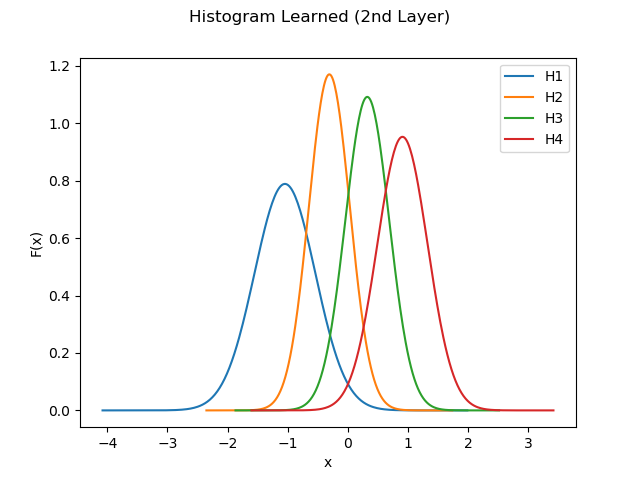 Histogram Learned (2nd Layer)
H1
H2
H3
H4
F(x)
1.2
1.0
0.8
0.6
0.4
0.2
0.0
−4 −3 −2 −1 0 1 2 3
x